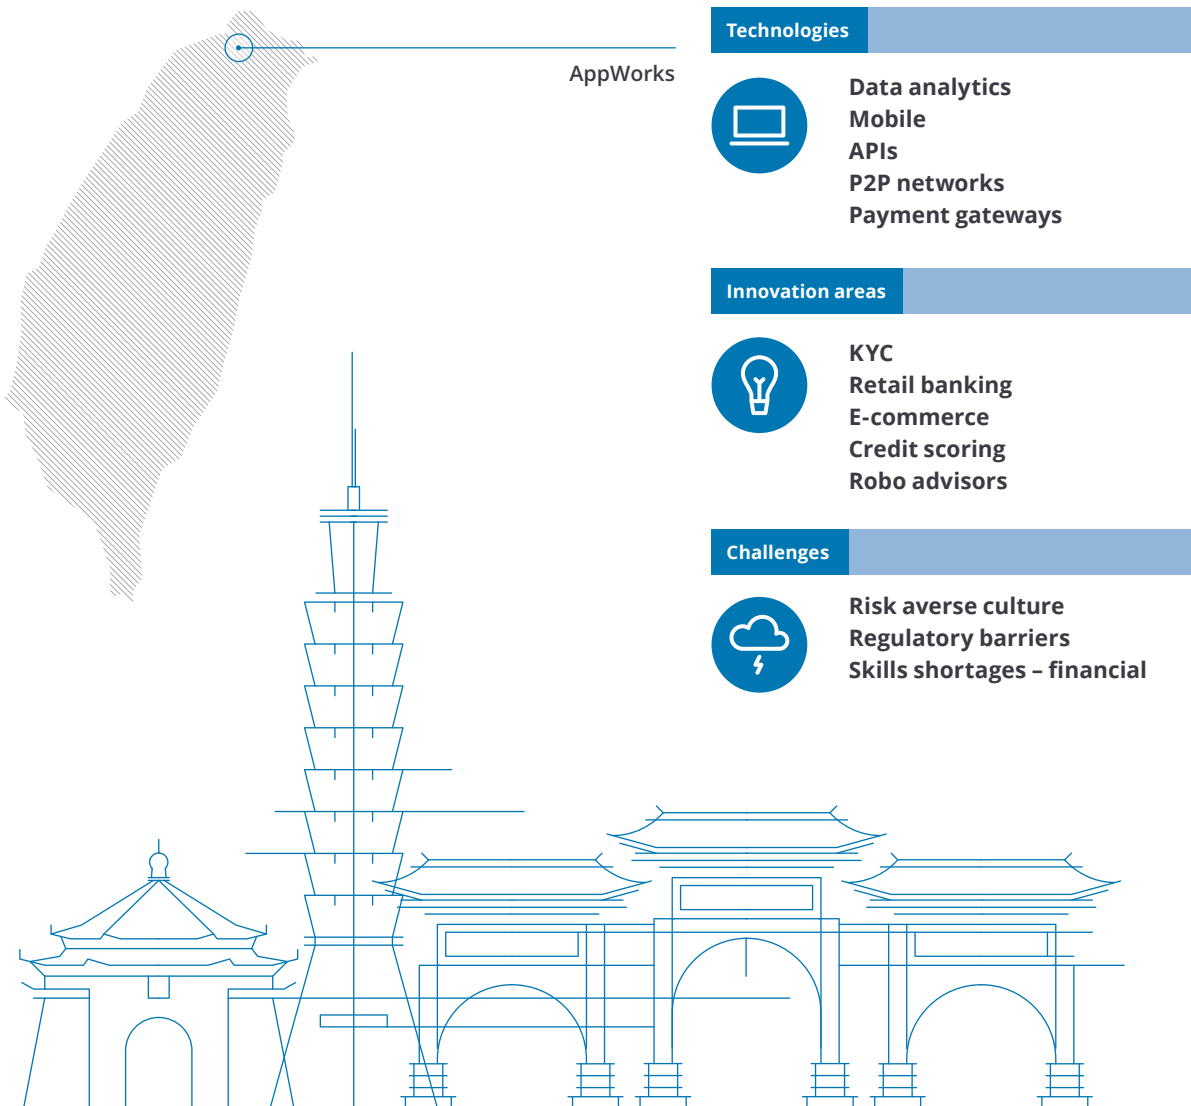 AppWorks
Technologies
Data analytics
Mobile
APIs
P2P networks
Payment gateways
Innovation areas
KYC
Retail banking
E-commerce
Credit scoring
Robo advisors
Challenges
Risk averse culture
Regulatory barriers
Skills shortages – financial